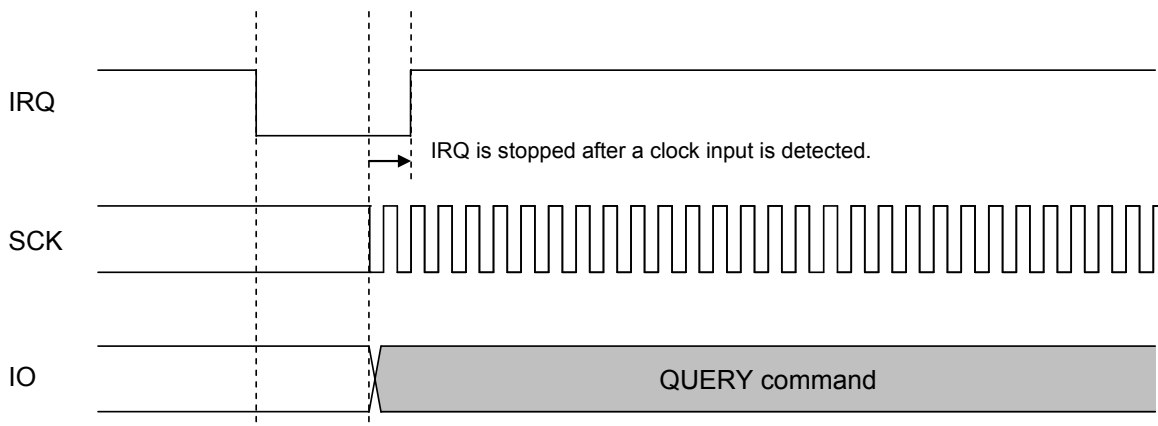 IRQ
IRQ is stopped after a clock input is detected.
SCK
IO
QUERY command